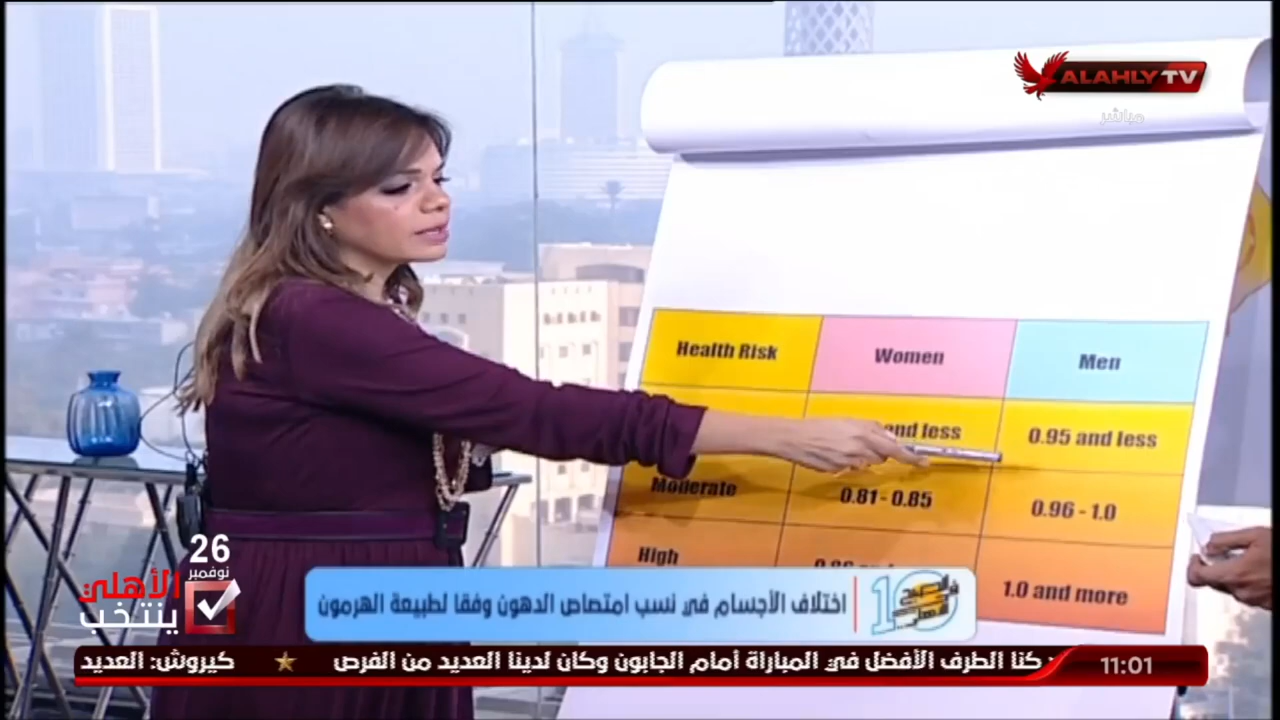 ALAHLY TV
مباشر
Health Risk
Women
Men
and less
0.95 and less
Moderate
0.81 - 0.85
0.96 - 1.0
High
1.0 and more
26
نوفمبر
الأهلي
ينتخب
اختلاف الأجسام في نسب امتصاص الدهون وفقا لطبيعة الهرمون
10
كنا الطرف الأفضل في المباراة أمام الجابون وكان لدينا العديد من الفرص
كيروش: العديد
11:01